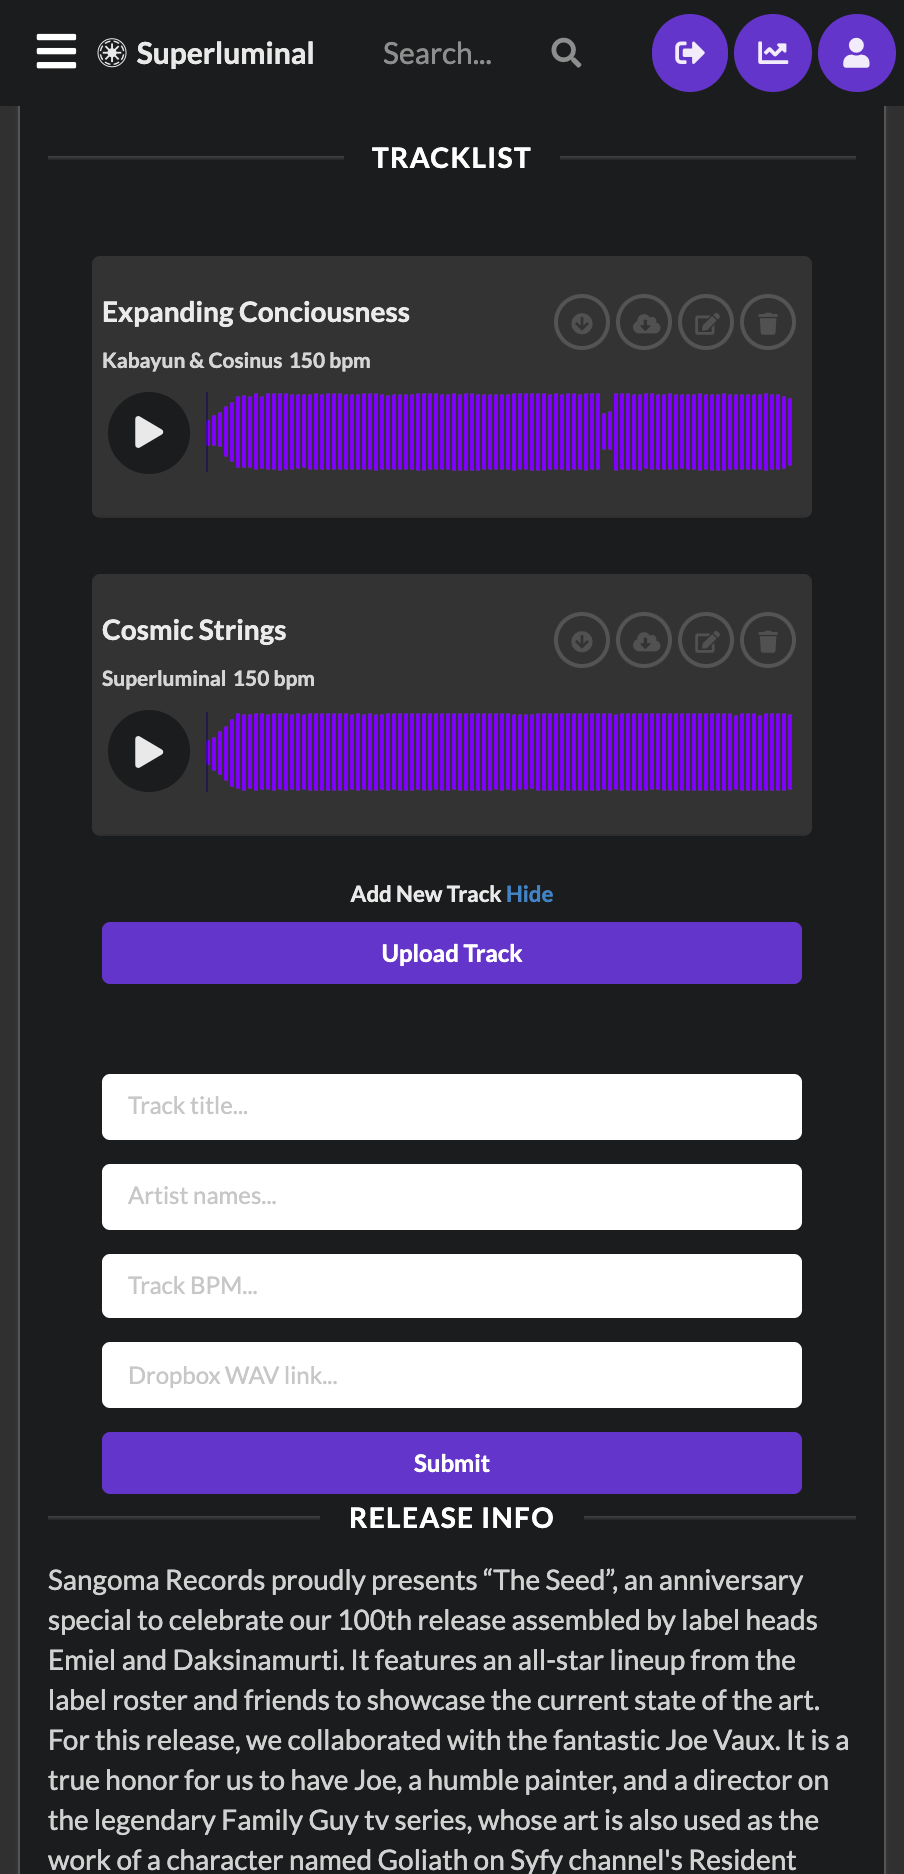 Superluminal
Search...
TRACKLIST
Expanding Conciousness
Kabayun & Cosinus 150 bpm
Cosmic Strings
Superluminal 150 bpm
Add New Track Hide
Upload Track
Track title...
Artist names...
Track BPM...
Dropbox WAV link...
Submit
RELEASE INFO
Sangoma Records proudly presents “The Seed”, an anniversary
special to celebrate our 100th release assembled by label heads
Emiel and Daksinamurti. It features an all-star lineup from the
label roster and friends to showcase the current state of the art.
For this release, we collaborated with the fantastic Joe Vaux. It is a
true honor for us to have Joe, a humble painter, and a director on
the legendary Family Guy tv series, whose art is also used as the
work of a character named Goliath on Syfy channel's Resident